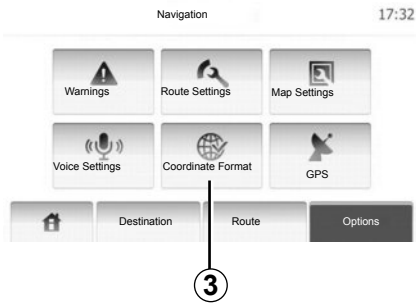 Navigation 17:32
Warnings Route Settings Map Settings
Voice Settings Coordinate Format GPS
Destination Route Options
3